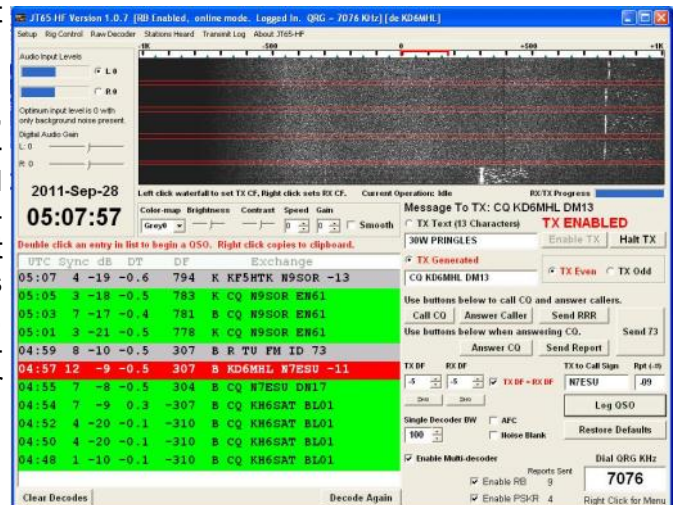 JT65-HF Version 1.0.7 [RB Enabled, online mode. Logged In. QRG - 7076 KHz] [de KD6MHL]
Setup Rig Control Raw Decoder Stations Heard Transmit Log About JT65-HF
-1K -500 0 +500 +1K
Audio Input Levels
L 0
R 0
Optimum input level is 0 with
only background noise present.
Digital Audio Gain
L: 0
R: 0
2011-Sep-28
05:07:57
Left click waterfall to set TX CF, Right click sets RX CF. Current Operation: Idle RX/TX Progress
Color-map Brightness Contrast Speed Gain
Grey0 0 0 Smooth
Double click an entry in list to begin a QSO. Right click copies to clipboard.
UTC Sync dB DT DF Exchange
05:07 4 -19 -0.6 794 K KF5HTK N9SOR -13
05:05 3 -18 -0.5 783 K CQ N9SOR EN61
05:03 7 -17 -0.4 781 B CQ N9SOR EN61
05:01 3 -21 -0.5 778 K CQ N9SOR EN61
04:59 8 -10 -0.5 307 B R TU FM ID 73
04:57 12 -9 -0.5 307 B KD6MHL N7ESU -11
04:55 7 -8 -0.5 304 B CQ N7ESU DN17
04:54 7 -9 0.3 -307 B CQ KH6SAT BL01
04:52 4 -20 -0.1 -310 B CQ KH6SAT BL01
04:50 4 -20 -0.1 -310 B CQ KH6SAT BL01
04:48 1 -10 -0.1 -310 B CQ KH6SAT BL01
Clear Decodes Decode Again
Message To TX: CQ KD6MHL DM13
TX Text (13 Characters) TX ENABLED
30W PRINGLES Enable TX Halt TX
TX Generated
CQ KD6MHL DM13 TX Even TX Odd
Use buttons below to call CQ and answer callers.
Call CQ Answer Caller Send RRR
Use buttons below when answering CQ. Send 73
Answer CQ Send Report
TX DF RX DF TX to Call Sign Rpt (-#)
-5 -5 TX DF = RX DF N7ESU -09
Zero Zero Log QSO
Single Decoder BW AFC
100 Noise Blank Restore Defaults
Enable Multi-decoder Dial QRG KHz
Reports Sent
Enable RB 9 7076
Enable PSKR 4 Right Click for Menu